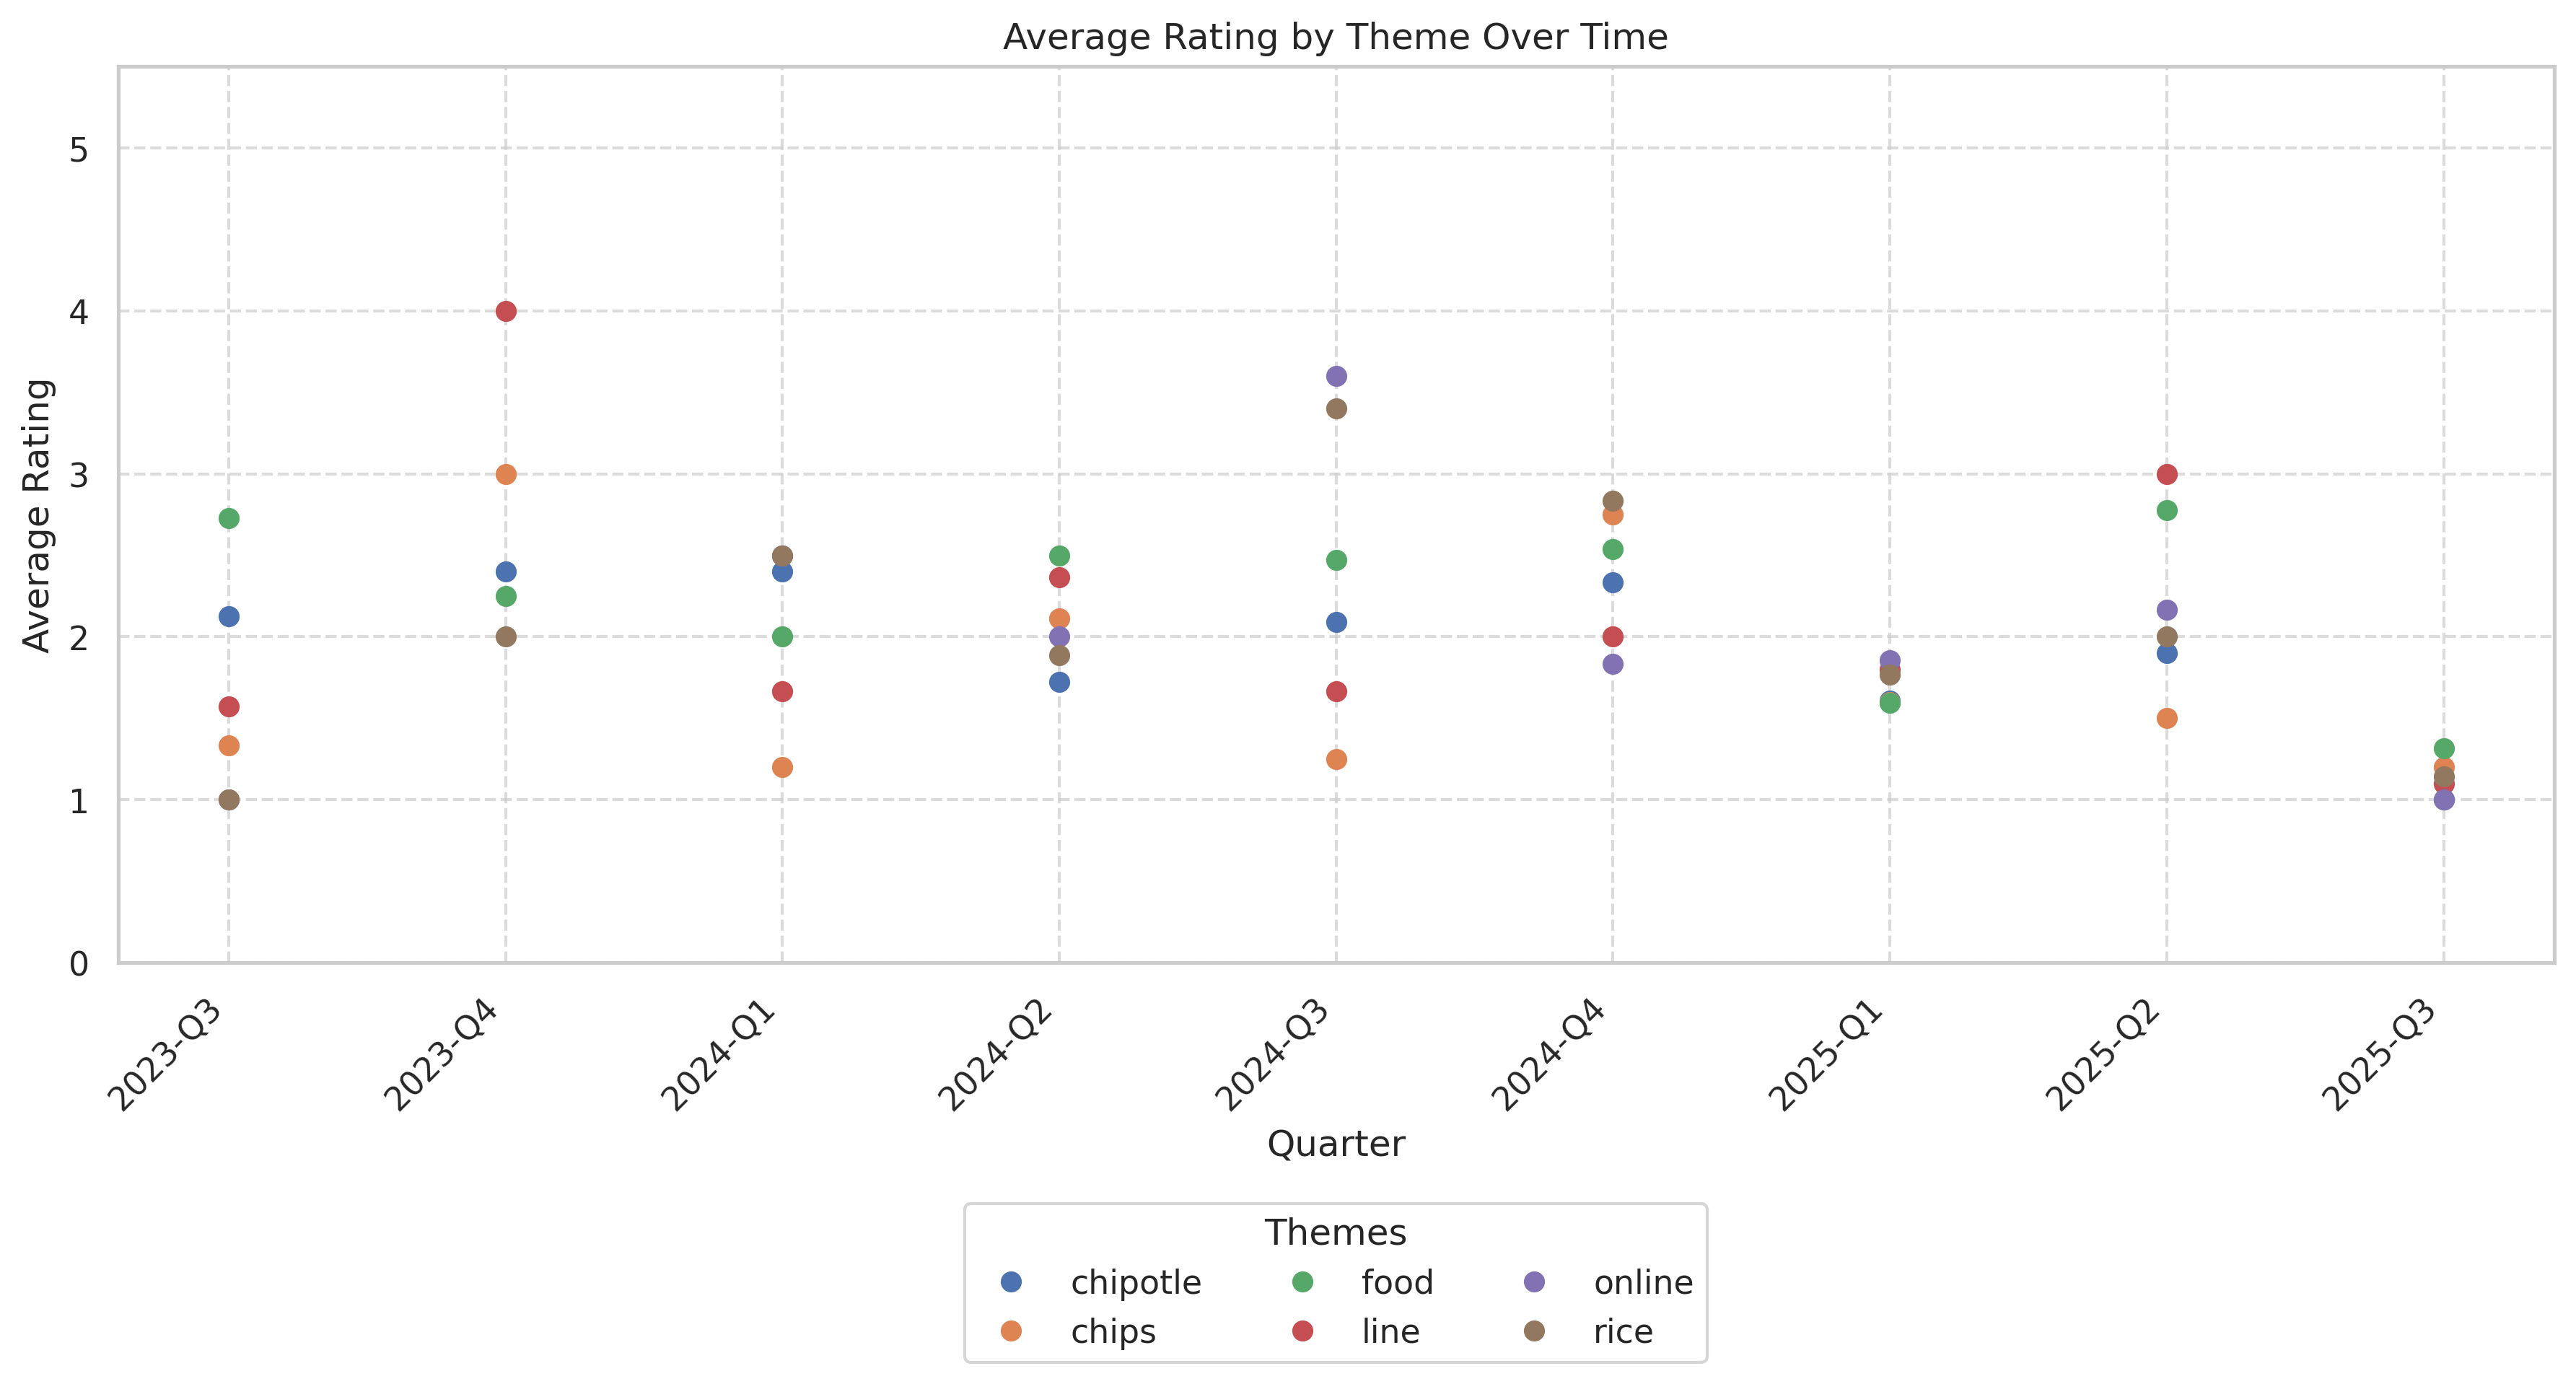 Average Rating by Theme Over Time
Average Rating
5
4
3
2
1
0
2023-Q3
2023-Q4
2024-Q1
2024-Q2
2024-Q3
2024-Q4
2025-Q1
2025-Q2
2025-Q3
Quarter
Themes
chipotle food online
chips line rice